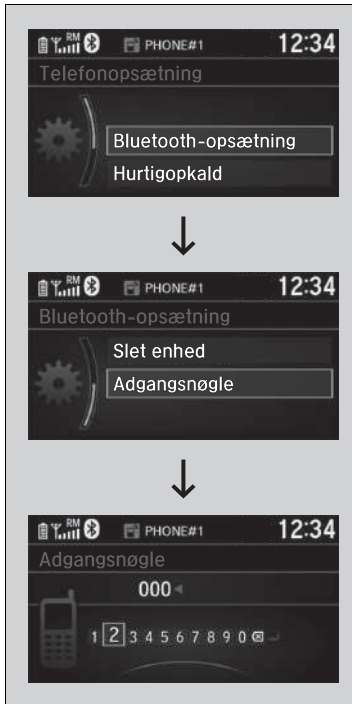 RM PHONE#1 12:34
Telefonopsætning
Bluetooth-opsætning
Hurtigopkald
RM PHONE#1 12:34
Bluetooth-opsætning
Slet enhed
Adgangsnøgle
RM PHONE#1 12:34
Adgangsnøgle
000
1 2 3 4 5 6 7 8 9 0